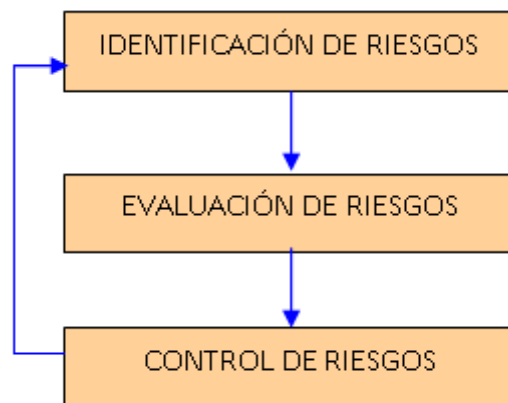 IDENTIFICACIÓN DE RIESGOS
EVALUACIÓN DE RIESGOS
CONTROL DE RIESGOS